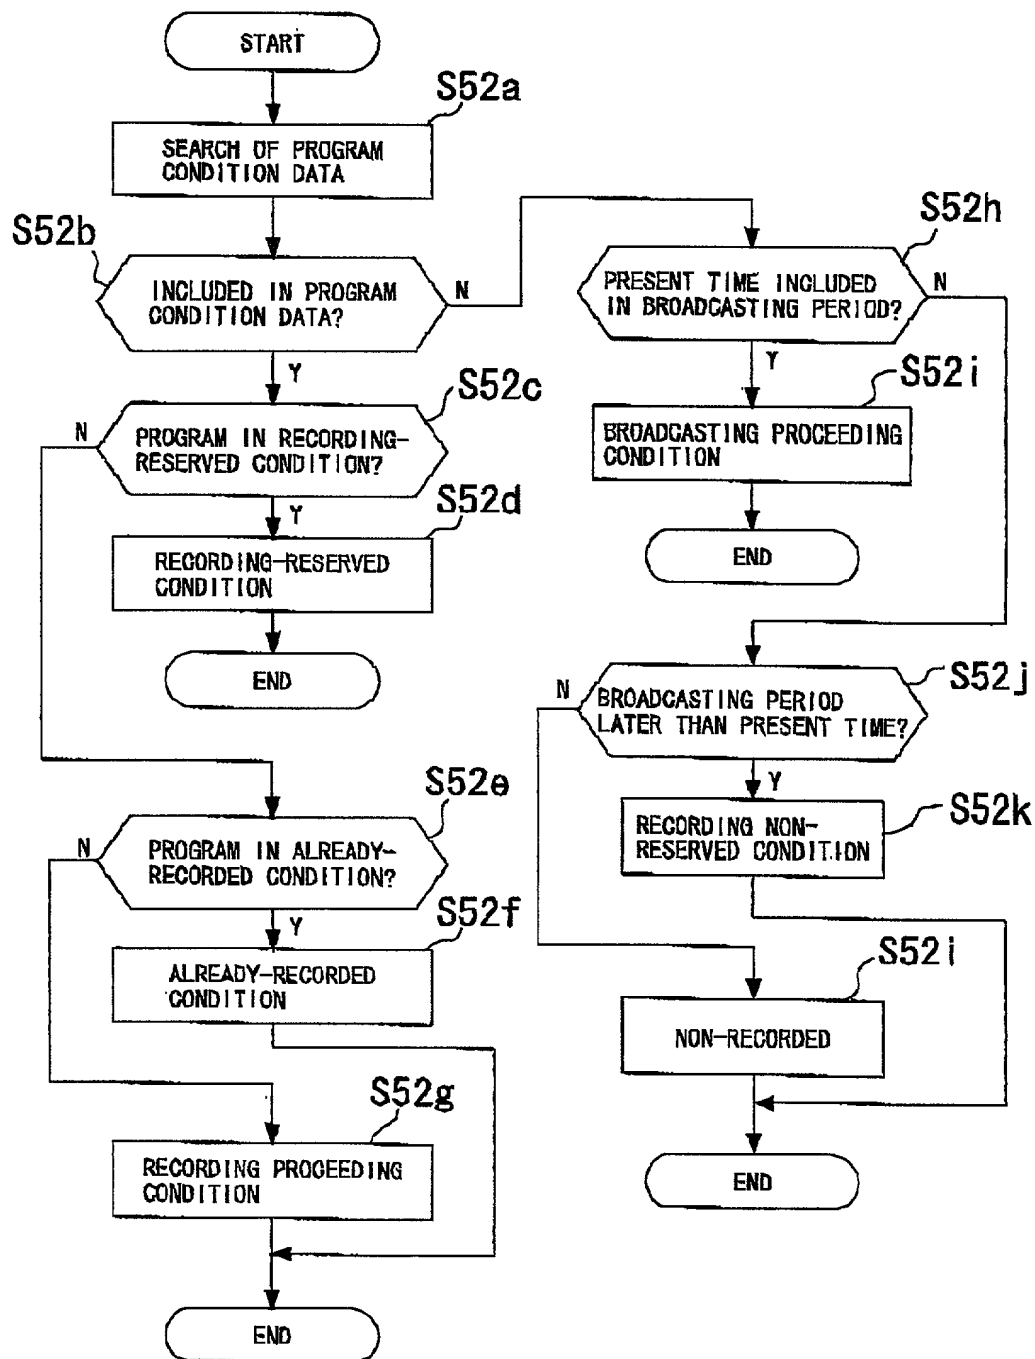 START
S52a
SEARCH OF PROGRAM
CONDITION DATA
S52b
INCLUDED IN PROGRAM
CONDITION DATA?
N
Y
S52c
N
PROGRAM IN RECORDING-
RESERVED CONDITION?
Y
S52d
RECORDING-RESERVED
CONDITION
END
S52e
N
PROGRAM IN ALREADY-
RECORDED CONDITION?
Y
S52f
ALREADY-RECORDED
CONDITION
S52g
RECORDING PROCEEDING
CONDITION
END
S52h
PRESENT TIME INCLUDED
IN BROADCASTING PERIOD?
N
Y
S52i
BROADCASTING PROCEEDING
CONDITION
END
S52j
N
BROADCASTING PERIOD
LATER THAN PRESENT TIME?
Y
S52k
RECORDING NON-
RESERVED CONDITION
S52i
NON-RECORDED
END